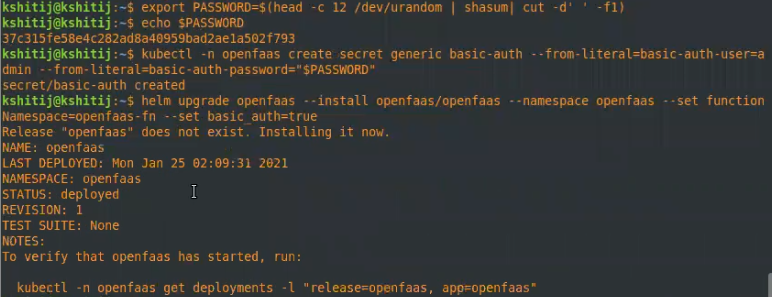 kshitij@kshitij:~$ export PASSWORD=$(head -c 12 /dev/urandom | shasum| cut -d' ' -f1)
kshitij@kshitij:~$ echo $PASSWORD
37c315fe58e4c282ad8a40959bad2ae1a502f793
kshitij@kshitij:~$ kubectl -n openfaas create secret generic basic-auth --from-literal=basic-auth-user=a
dmin --from-literal=basic-auth-password="$PASSWORD"
secret/basic-auth created
kshitij@kshitij:~$ helm upgrade openfaas --install openfaas/openfaas --namespace openfaas --set function
Namespace=openfaas-fn --set basic_auth=true
Release "openfaas" does not exist. Installing it now.
NAME: openfaas
LAST DEPLOYED: Mon Jan 25 02:09:31 2021
NAMESPACE: openfaas
STATUS: deployed
REVISION: 1
TEST SUITE: None
NOTES:
To verify that openfaas has started, run:
kubectl -n openfaas get deployments -l "release=openfaas, app=openfaas"